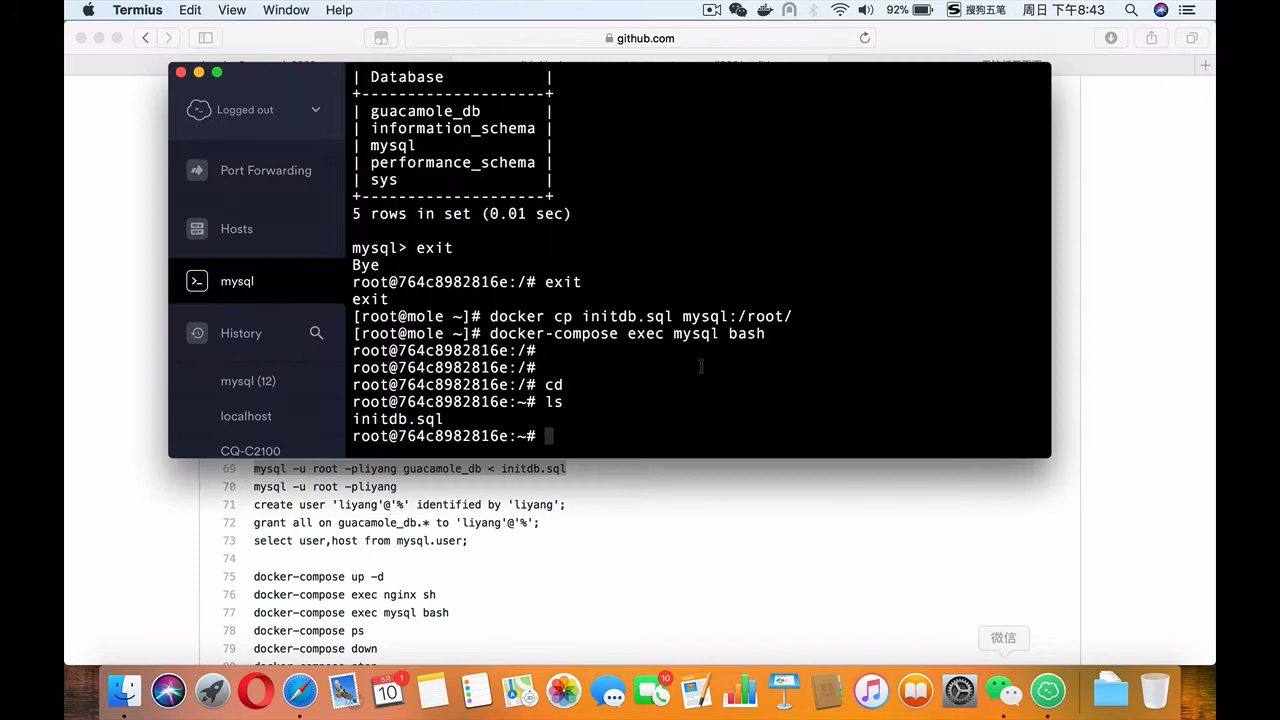 Termius Edit View Window Help 92% 搜狗五笔 周日 下午8:43
github.com
Logged out
Port Forwarding
Hosts
mysql
History
mysql (12)
localhost
CQ-C2100
| Database |
+--------------------+
| guacamole_db |
| information_schema |
| mysql |
| performance_schema |
| sys |
+--------------------+
5 rows in set (0.01 sec)
mysql> exit
Bye
root@764c8982816e:/# exit
exit
[root@mole ~]# docker cp initdb.sql mysql:/root/
[root@mole ~]# docker-compose exec mysql bash
root@764c8982816e:/#
root@764c8982816e:/#
root@764c8982816e:/# cd
root@764c8982816e:~# ls
initdb.sql
root@764c8982816e:~#
69 mysql -u root -pliyang guacamole_db < initdb.sql
70 mysql -u root -pliyang
71 create user 'liyang'@'%' identified by 'liyang';
72 grant all on guacamole_db.* to 'liyang'@'%';
73 select user,host from mysql.user;
74
75 docker-compose up -d
76 docker-compose exec nginx sh
77 docker-compose exec mysql bash
78 docker-compose ps
79 docker-compose down
微信
5月
10
1
10